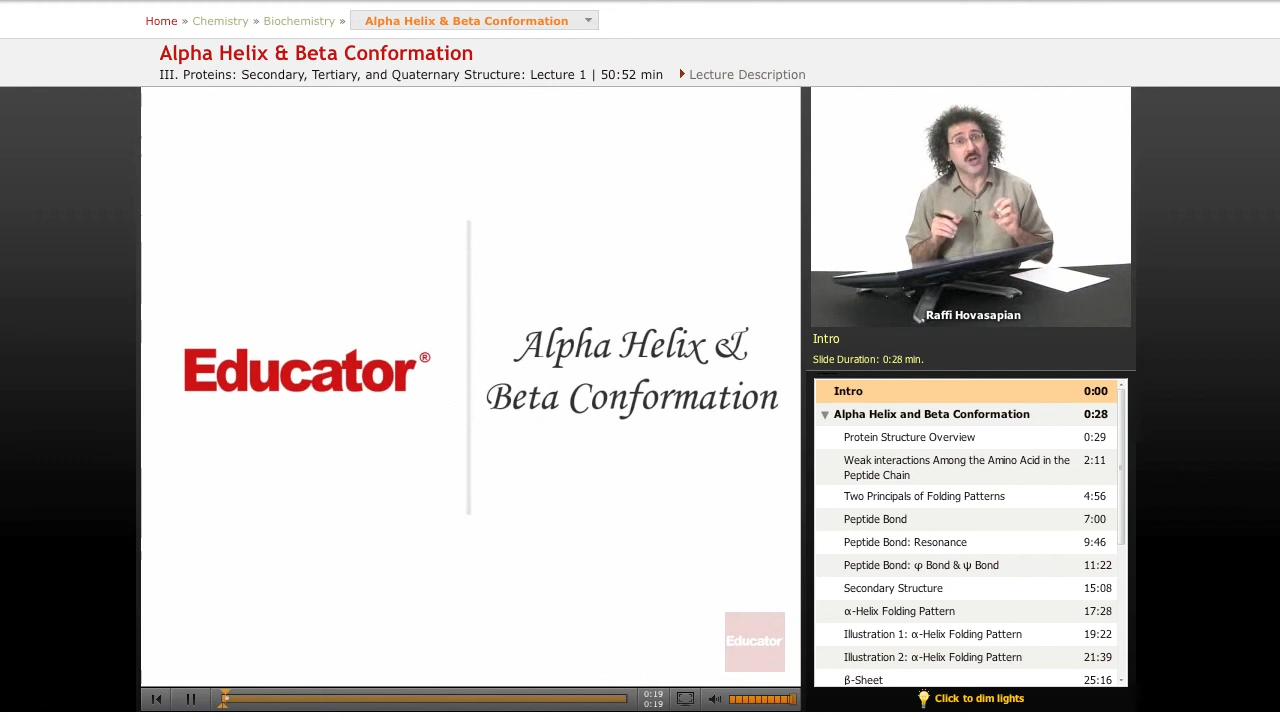 Home » Chemistry » Biochemistry » Alpha Helix & Beta Conformation
Alpha Helix & Beta Conformation
III. Proteins: Secondary, Tertiary, and Quaternary Structure: Lecture 1 | 50:52 min Lecture Description
Educator®
Alpha Helix &
Beta Conformation
Educator
Raffi Hovasapian
Intro
Slide Duration: 0:28 min.
Intro 0:00
Alpha Helix and Beta Conformation 0:28
Protein Structure Overview 0:29
Weak interactions Among the Amino Acid in the 2:11
Peptide Chain
Two Principals of Folding Patterns 4:56
Peptide Bond 7:00
Peptide Bond: Resonance 9:46
Peptide Bond: φ Bond & ψ Bond 11:22
Secondary Structure 15:08
α-Helix Folding Pattern 17:28
Illustration 1: α-Helix Folding Pattern 19:22
Illustration 2: α-Helix Folding Pattern 21:39
β-Sheet 25:16
0:19
0:19
Click to dim lights